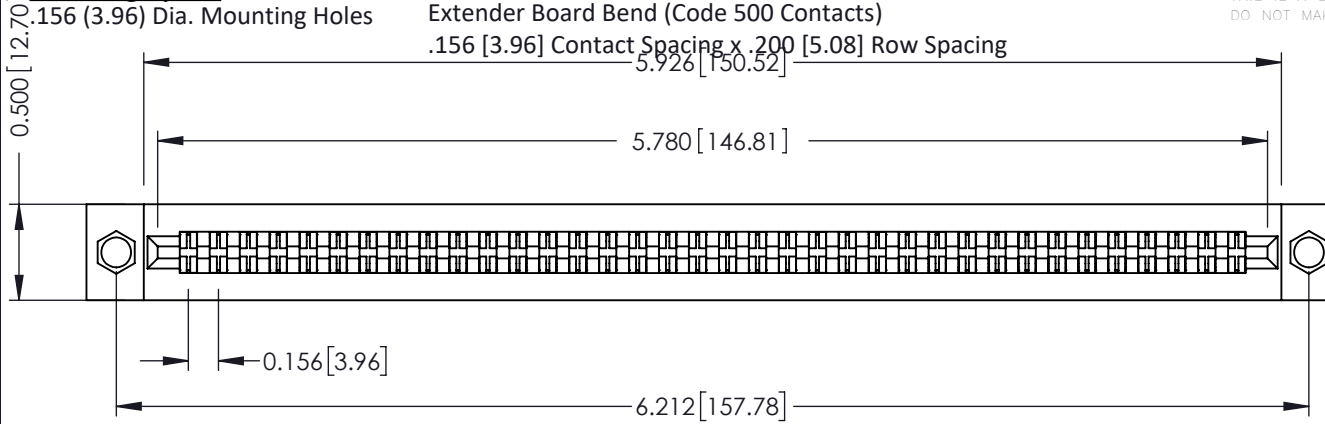 .156 (3.96) Dia. Mounting Holes
Extender Board Bend (Code 500 Contacts)
.156 [3.96] Contact Spacing x .200 [5.08] Row Spacing
DO NOT
0.500 [12.70]
5.926 [150.52]
5.780 [146.81]
0.156 [3.96]
6.212 [157.78]